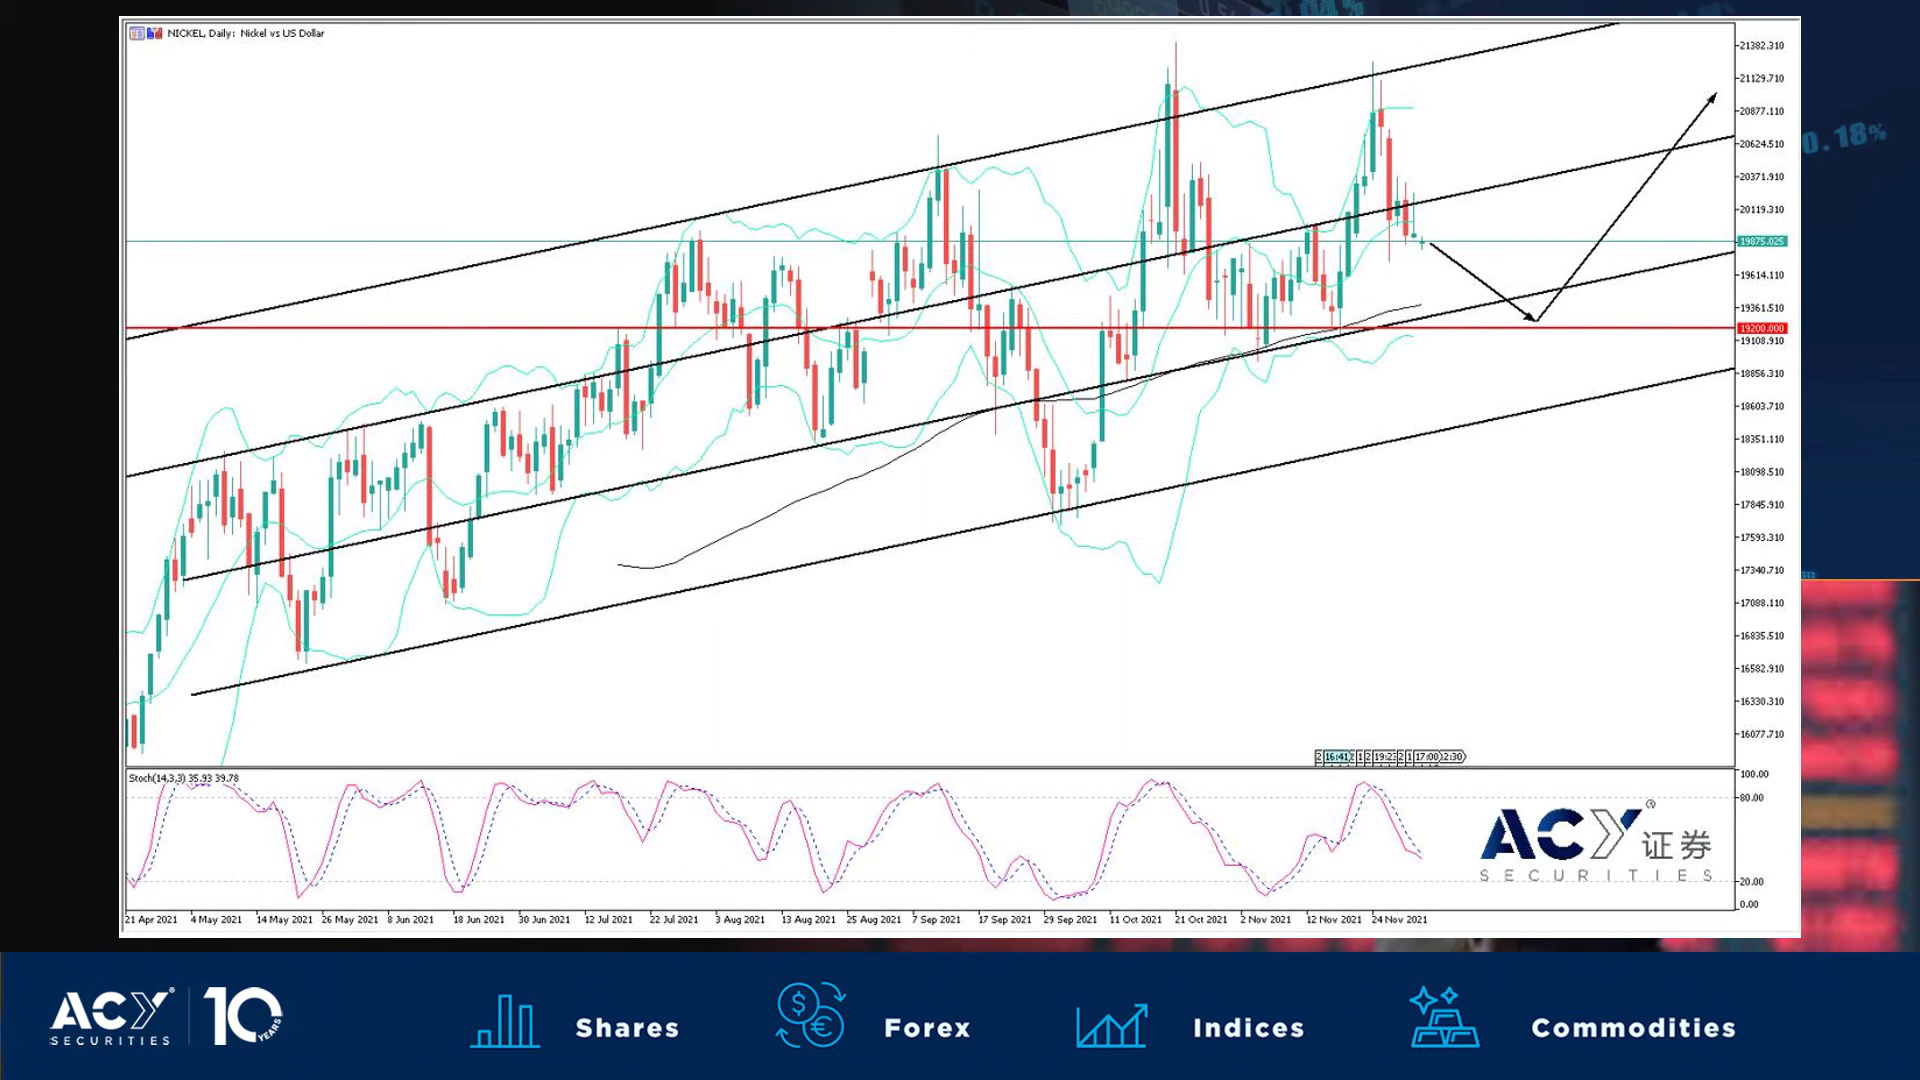 NICKEL, Daily: Nickel vs US Dollar
21382.310
21129.710
20877.110
20624.510
20371.910
20119.310
19875.025
19614.110
19361.510
19200.000
19108.910
18856.310
18603.710
18351.110
18098.510
17845.910
17593.310
17340.710
17088.110
16835.510
16582.910
16330.310
16077.710
0.18%
16:41
17:00
2:30
Stoch(14,3,3) 35.93 39.78
100.00
80.00
20.00
0.00
ACY® 证券
SECURITIES
21 Apr 2021 4 May 2021 14 May 2021 26 May 2021 8 Jun 2021 18 Jun 2021 30 Jun 2021 12 Jul 2021 22 Jul 2021 3 Aug 2021 13 Aug 2021 25 Aug 2021 7 Sep 2021 17 Sep 2021 29 Sep 2021 11 Oct 2021 21 Oct 2021 2 Nov 2021 12 Nov 2021 24 Nov 2021
ACY® 10 YEARS
SECURITIES
Shares
Forex
Indices
Commodities